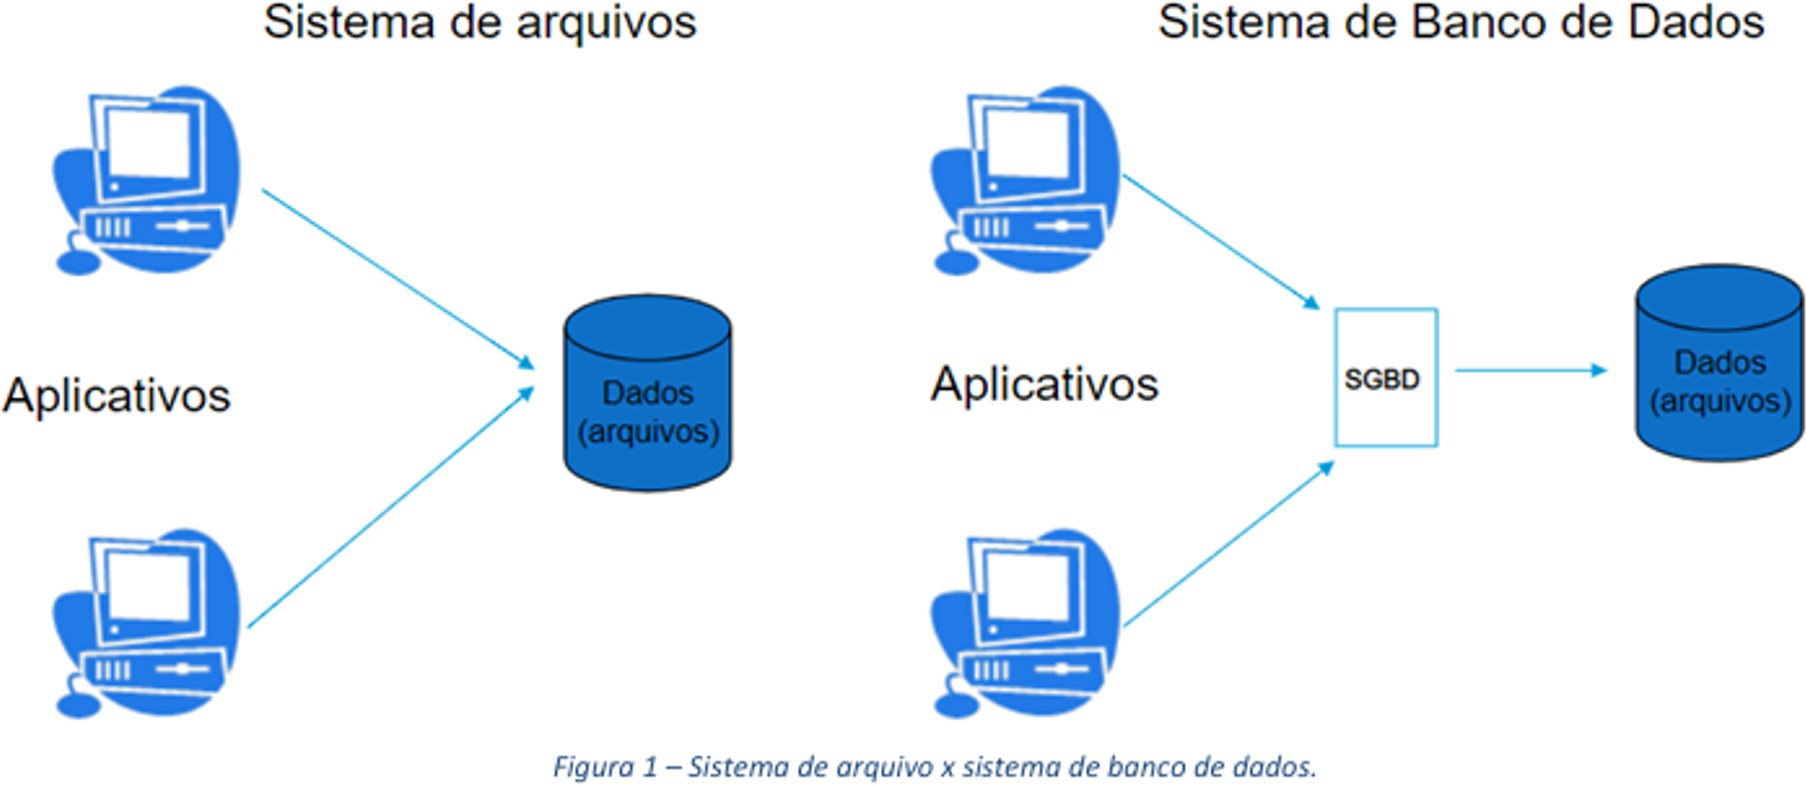 Sistema de arquivos
Sistema de Banco de Dados
Aplicativos
Dados
(arquivos)
Aplicativos
SGBD
Dados
(arquivos)
Figura 1 – Sistema de arquivo x sistema de banco de dados.